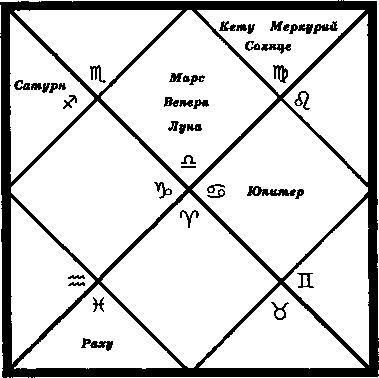 Кету Меркурий
Солнце
♏
Марс
Венера
Луна
♍
Сатурн
♐
♌
♎
♑
♋
Юпитер
♈
♒
♊
♓
♉
Раху